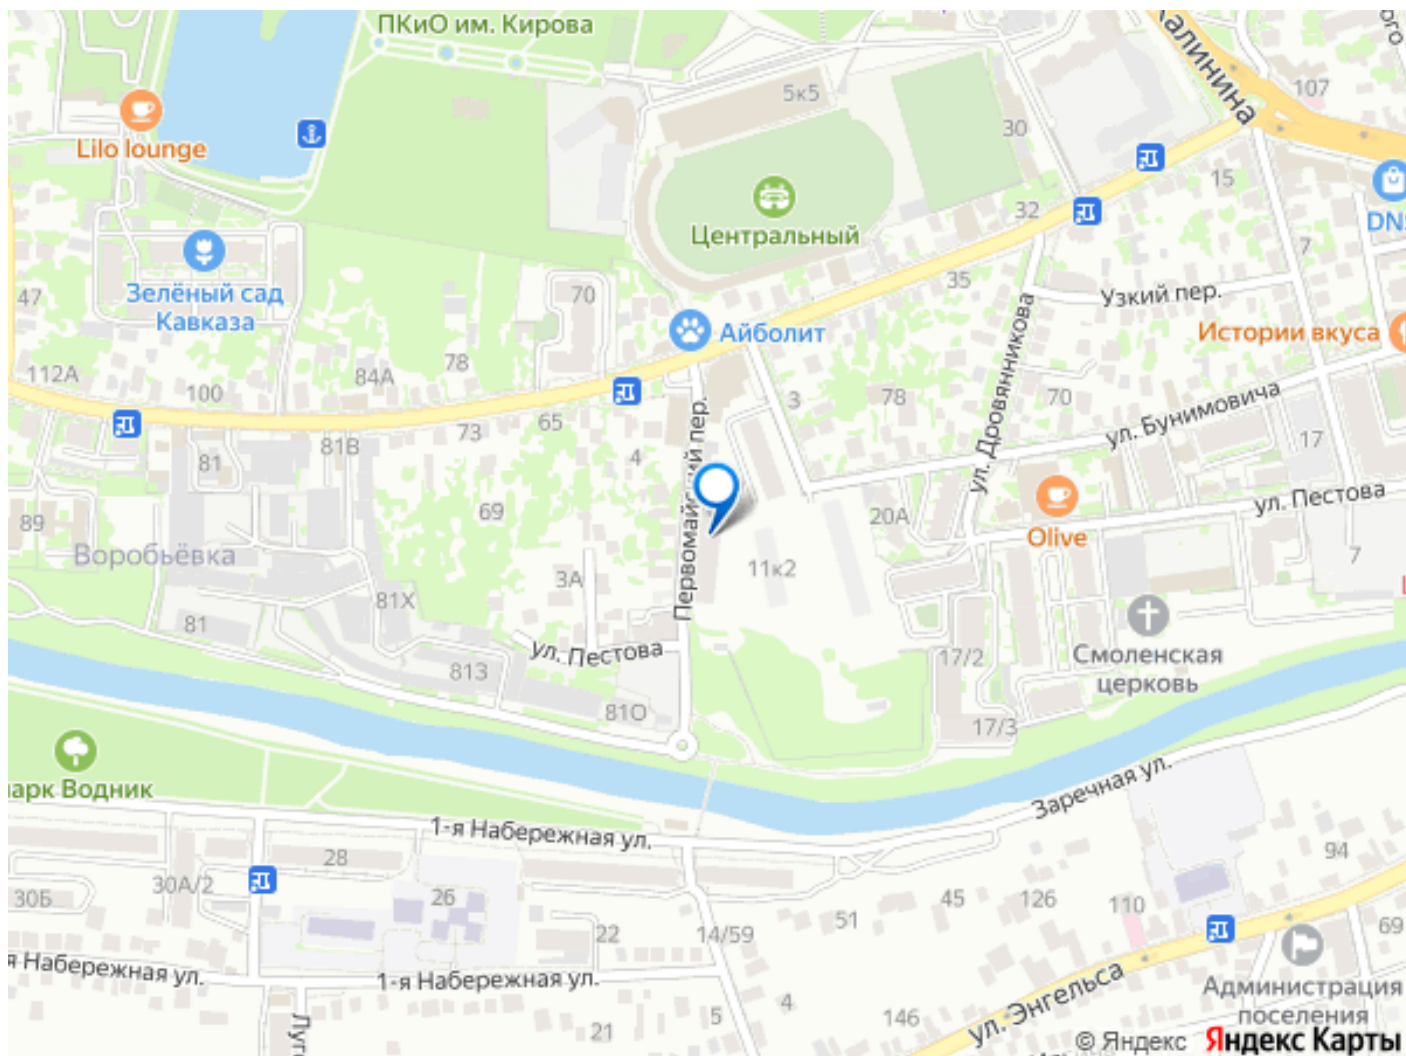 ПКиО им. Кирова
Калинина
5к5
107
30
Lilo lounge
15
32
DNS
Центральный
7
47
Зелёный сад
Кавказа
70
35
Узкий пер.
Айболит
Истории вкуса
112А
100
84А
78
65
73
3
78
70
ул. Дровянникова
ул. Бунимовича
17
81
81В
4
Первомайский пер.
89
69
20А
Olive
ул. Пестова
7
Воробьёвка
3А
11к2
81Х
81
ул. Пестова
813
81О
17/2
17/3
Смоленская
церковь
парк Водник
Заречная ул.
1-я Набережная ул.
28
30А/2
30Б
26
22
14/59
51
45
126
110
94
69
я Набережная ул.
1-я Набережная ул.
21
5
4
146
ул. Энгельса
Администрация
поселения
© Яндекс Яндекс Карты